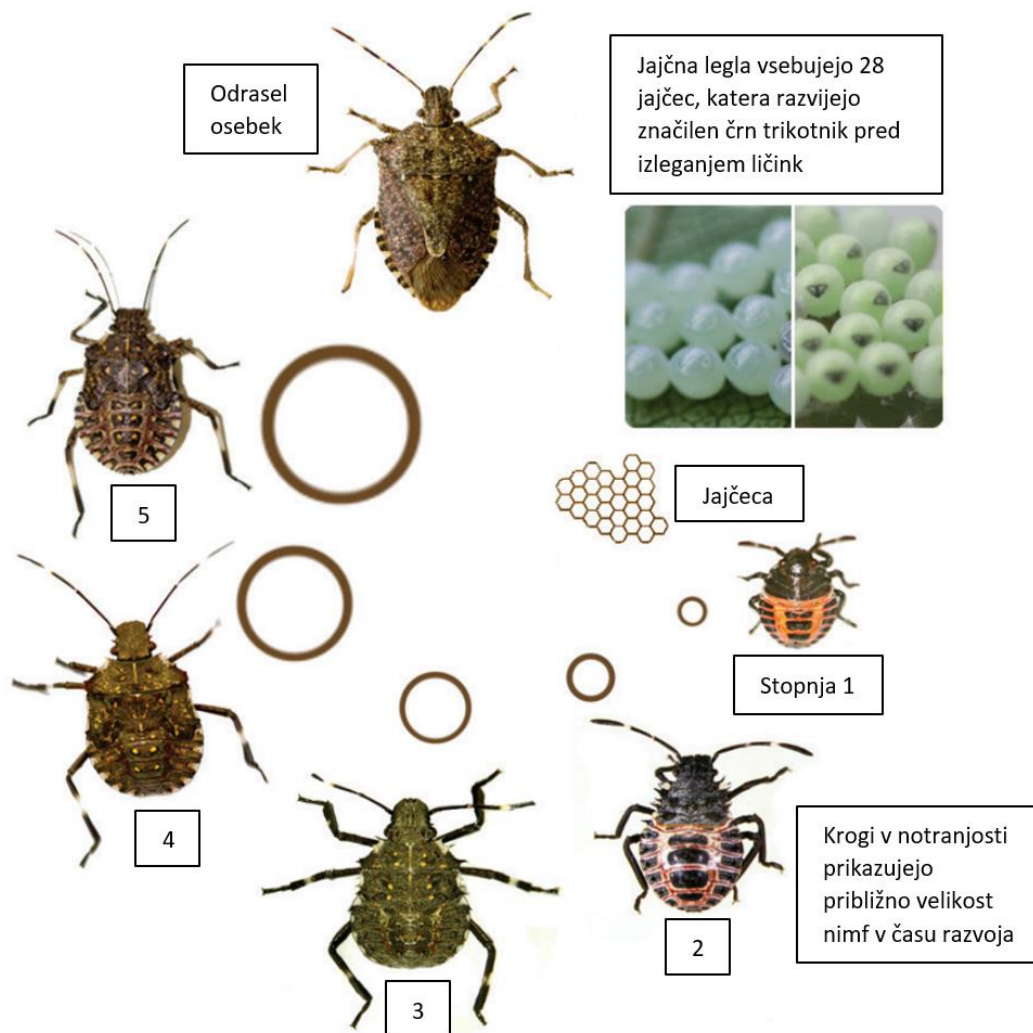 Odrasel
osebek
Jajčna legla vsebujejo 28
jajčec, katera razvijejo
značilen črn trikotnik pred
izleganjem ličink
5
Jajčeca
Stopnja 1
4
3
2
Krogi v notranjosti
prikazujejo
približno velikost
nimf v času razvoja